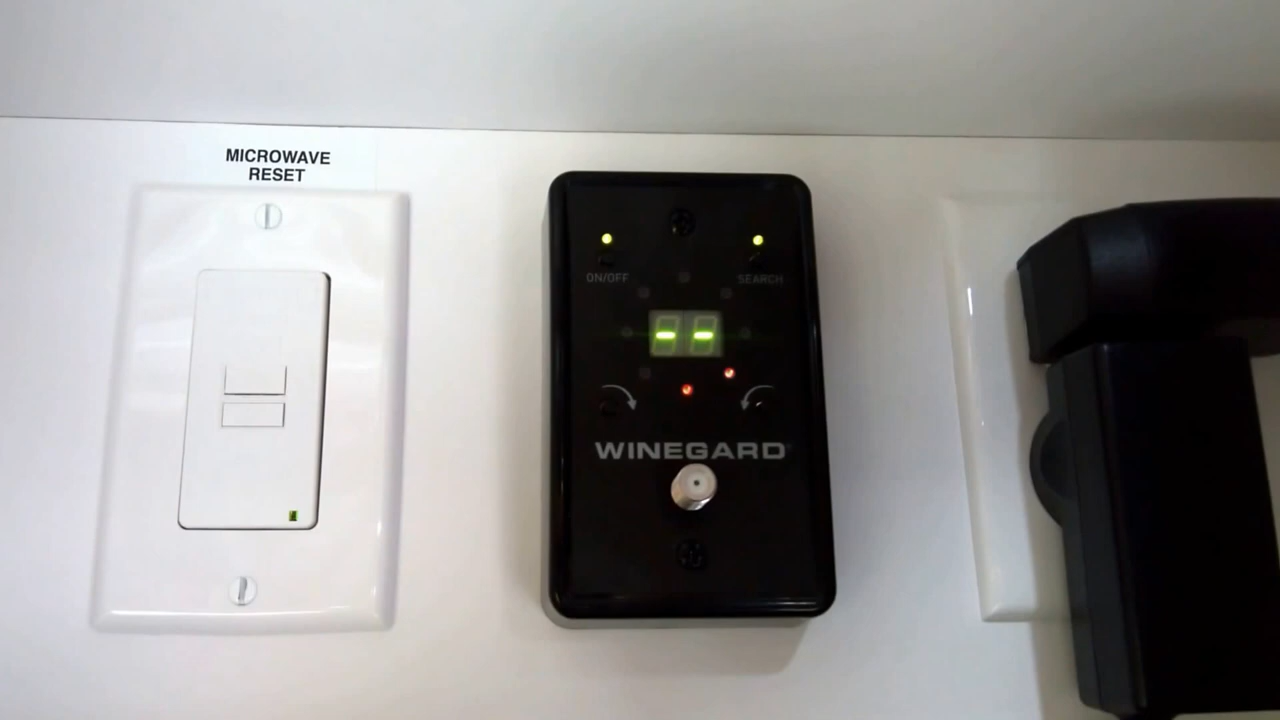 MICROWAVE
RESET
ON/OFF
SEARCH
--
WINEGARD